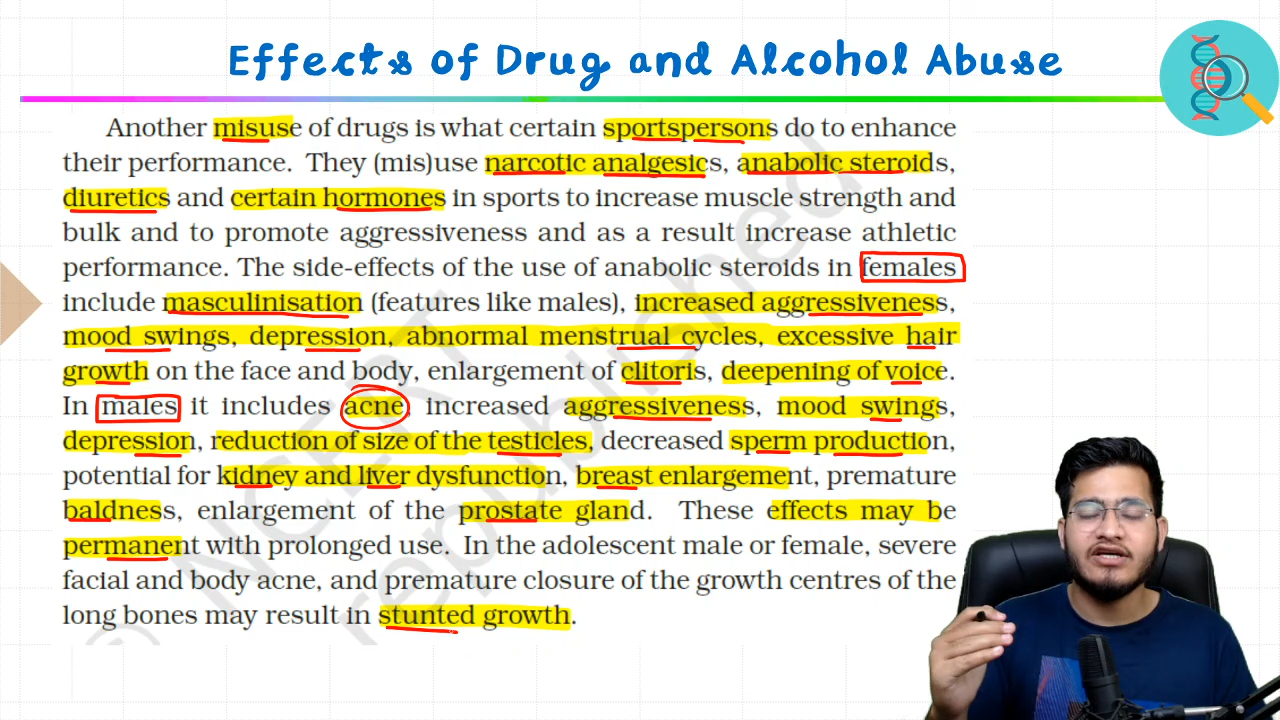 Effects of Drug and Alcohol Abuse
Another misuse of drugs is what certain sportspersons do to enhance
their performance. They (mis)use narcotic analgesics, anabolic steroids,
diuretics and certain hormones in sports to increase muscle strength and
bulk and to promote aggressiveness and as a result increase athletic
performance. The side-effects of the use of anabolic steroids in females
include masculinisation (features like males), increased aggressiveness,
mood swings, depression, abnormal menstrual cycles, excessive hair
growth on the face and body, enlargement of clitoris, deepening of voice.
In males it includes acne, increased aggressiveness, mood swings,
depression, reduction of size of the testicles, decreased sperm production,
potential for kidney and liver dysfunction, breast enlargement, premature
baldness, enlargement of the prostate gland. These effects may be
permanent with prolonged use. In the adolescent male or female, severe
facial and body acne, and premature closure of the growth centres of the
long bones may result in stunted growth.
© NCERT
republished